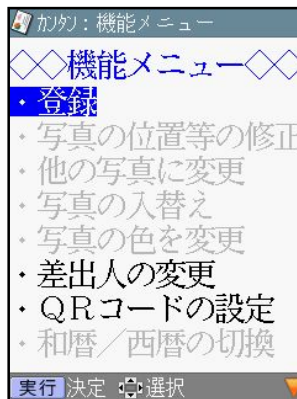 カンタン：機能メニュー
◇◇機能メニュー◇◇
・登録
・写真の位置等の修正
・他の写真に変更
・写真の入替え
・写真の色を変更
・差出人の変更
・QRコードの設定
・和暦／西暦の切換
実行 決定 選択